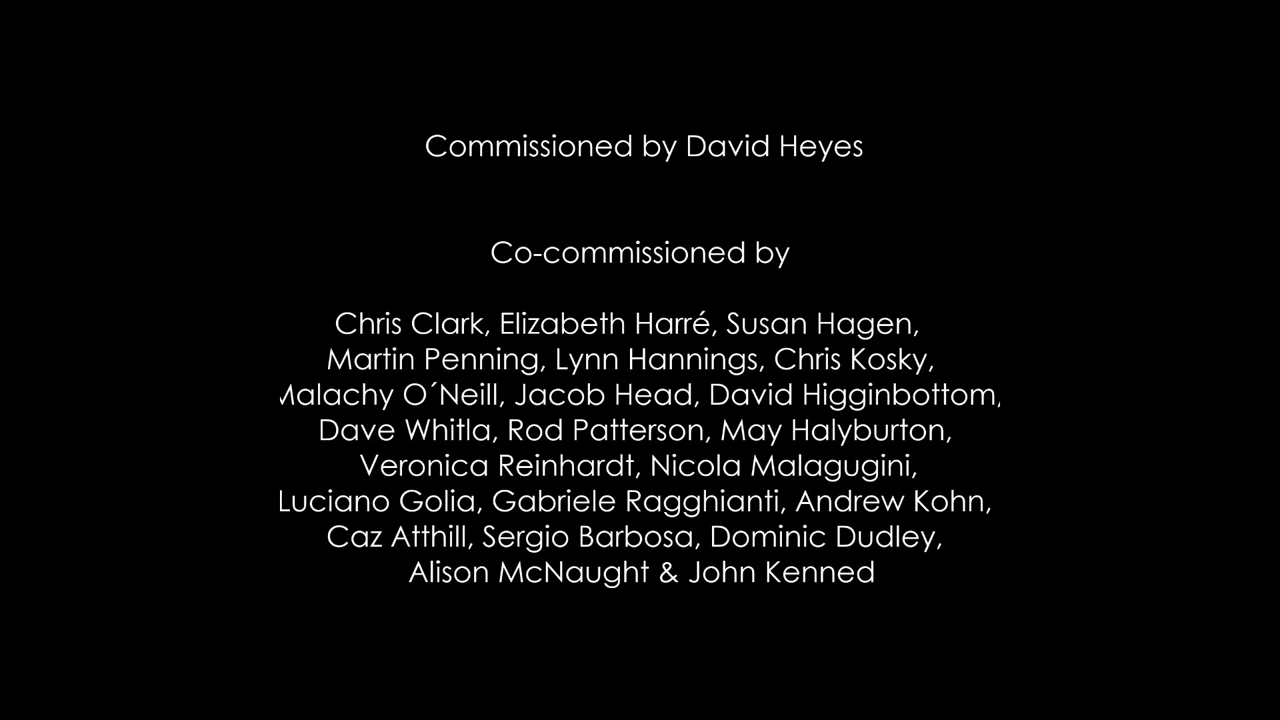 Commissioned by David Heyes
Co-commissioned by
Chris Clark, Elizabeth Harré, Susan Hagen,
Martin Penning, Lynn Hannings, Chris Kosky,
Malachy O´Neill, Jacob Head, David Higginbottom,
Dave Whitla, Rod Patterson, May Halyburton,
Veronica Reinhardt, Nicola Malagugini,
Luciano Golia, Gabriele Ragghianti, Andrew Kohn,
Caz Atthill, Sergio Barbosa, Dominic Dudley,
Alison McNaught & John Kenned